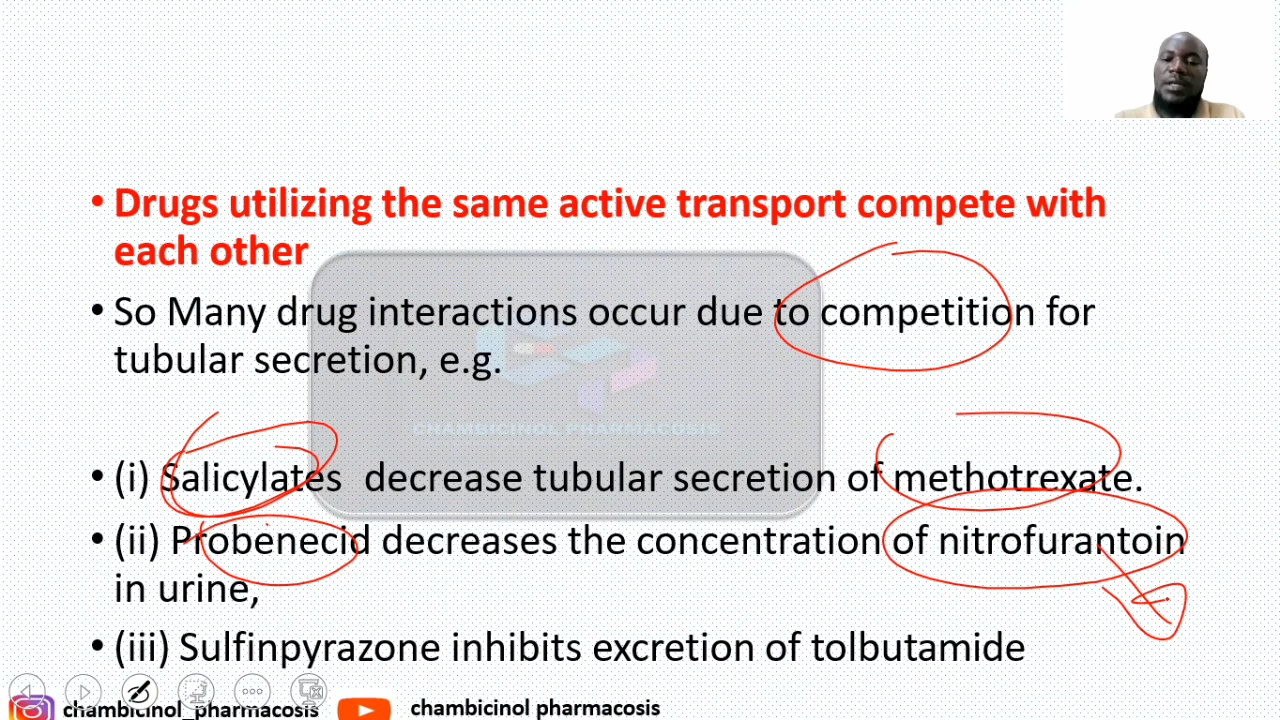 • Drugs utilizing the same active transport compete with
each other
• So Many drug interactions occur due to competition for
tubular secretion, e.g.
CHAMBICINOL PHARMACOSIS
• (i) Salicylates decrease tubular secretion of methotrexate.
• (ii) Probenecid decreases the concentration of nitrofurantoin
in urine,
• (iii) Sulfinpyrazone inhibits excretion of tolbutamide
chambicinol_pharmacosis
chambicinol pharmacosis